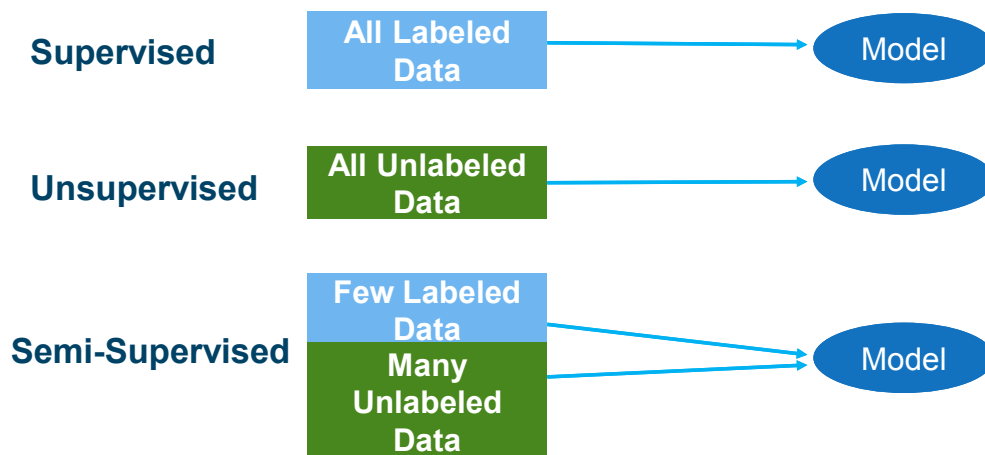 Supervised
All Labeled
Data
Model
Unsupervised
All Unlabeled
Data
Model
Semi-Supervised
Few Labeled
Data
Many
Unlabeled
Data
Model